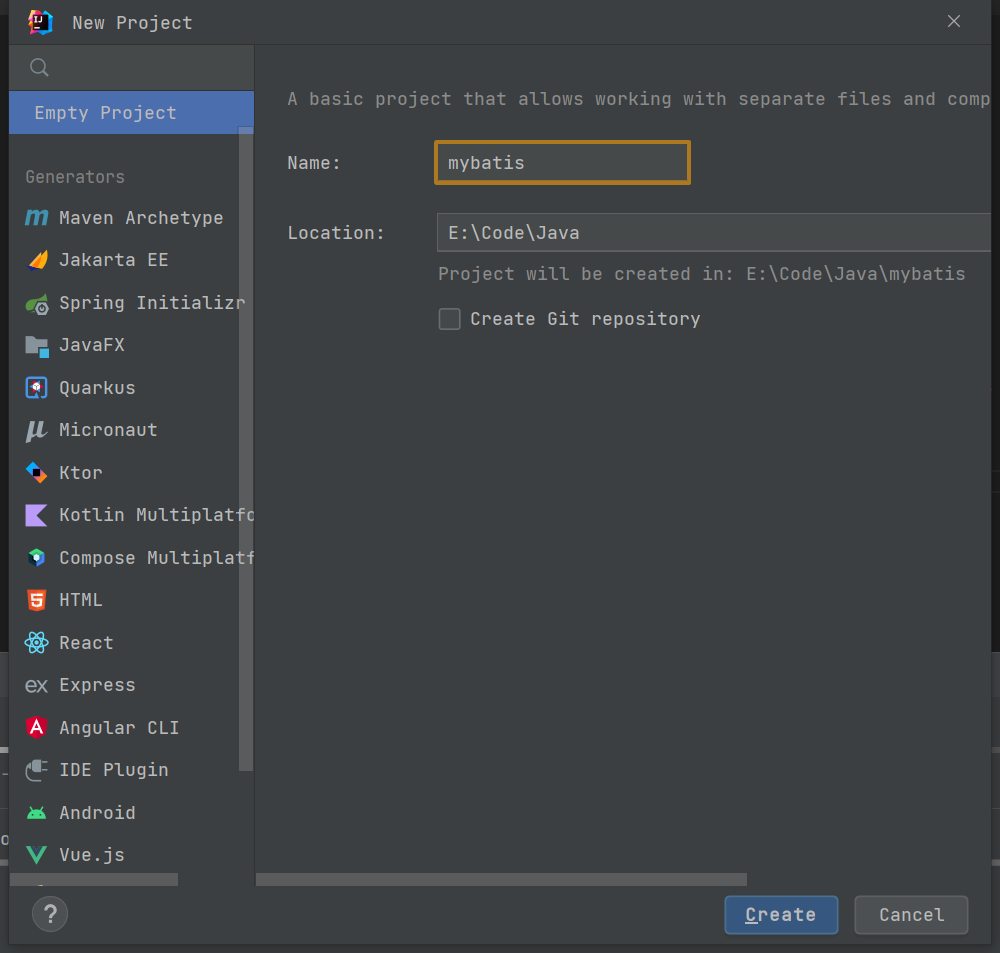 New Project
Empty Project
A basic project that allows working with separate files and comp
Name: mybatis
Generators
Maven Archetype
Location: E:\Code\Java
Jakarta EE
Project will be created in: E:\Code\Java\mybatis
Spring Initializr
Create Git repository
JavaFX
Quarkus
Micronaut
Ktor
Kotlin Multiplatfo
Compose Multiplatf
HTML
React
ex Express
Angular CLI
IDE Plugin
Android
Vue.js
? Create Cancel